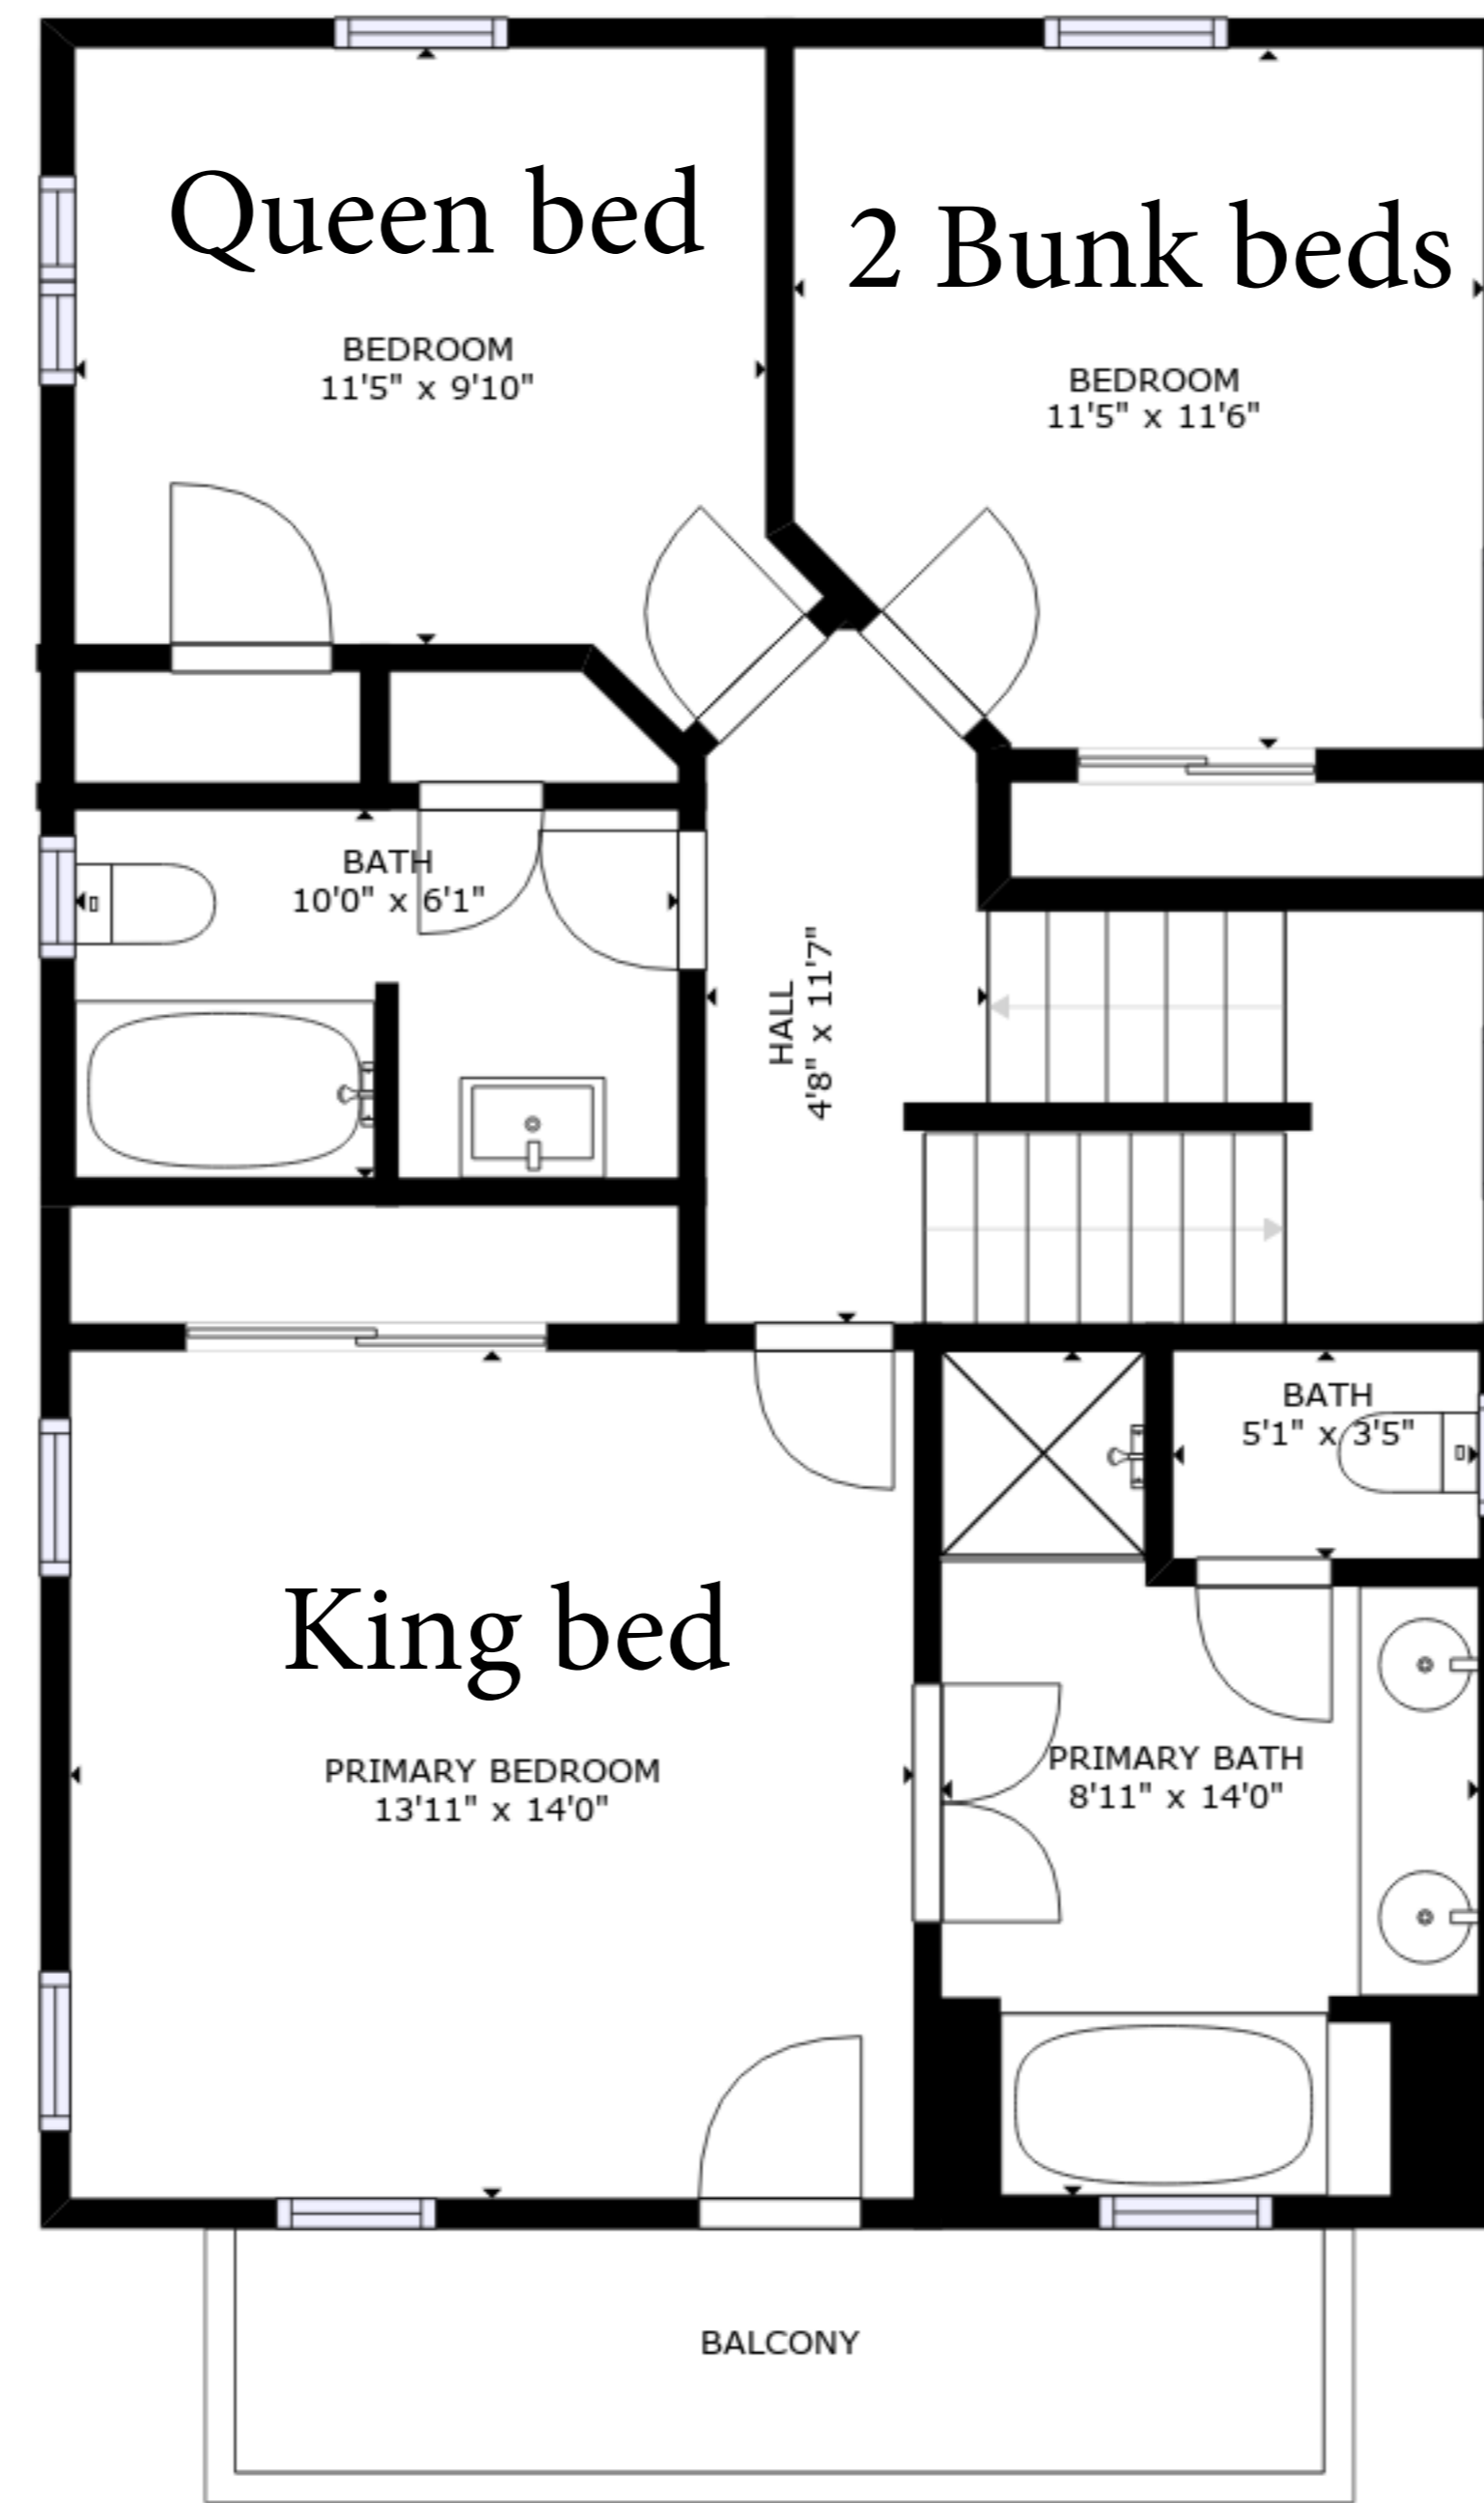 Queen bed
BEDROOM
11'5" x 9'10"
2 Bunk beds
BEDROOM
11'5" x 11'6"
BATH
10'0" x 6'1"
HALL
4'8" x 11'7"
BATH
5'1" x 3'5"
King bed
PRIMARY BEDROOM
13'11" x 14'0"
PRIMARY BATH
8'11" x 14'0"
BALCONY